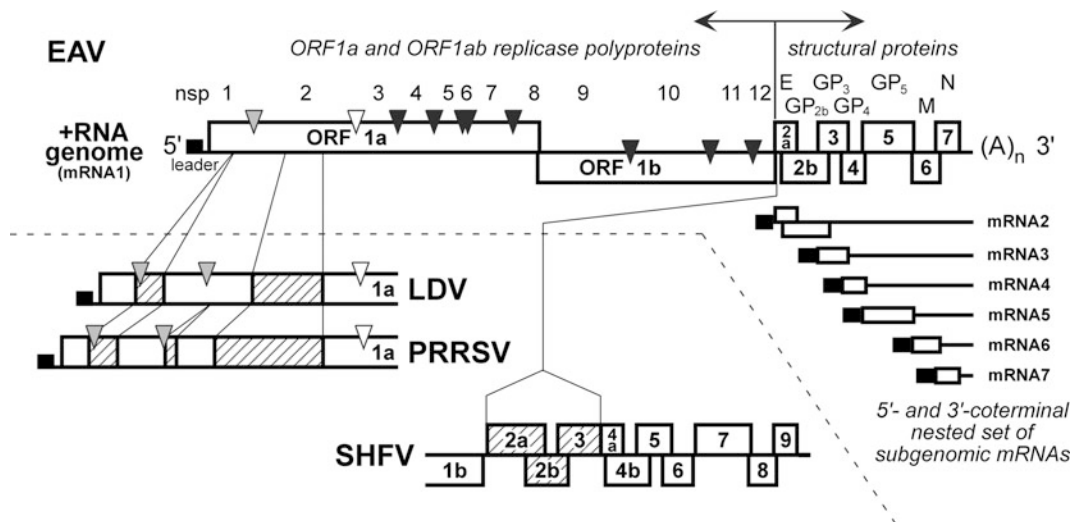 EAV
ORF1a and ORF1ab replicase polyproteins
structural proteins
nsp 1 2 3 4 5 6 7 8 9 10 11 12
E GP3 GP5 N
GP2b GP4 M
+RNA genome (mRNA1)
5'
leader
ORF 1a
ORF 1b
2a 3 5 7
2b 4 6
(A)n 3'
mRNA2
mRNA3
mRNA4
mRNA5
mRNA6
mRNA7
1a
LDV
1a
PRRSV
5'- and 3'-coterminal
nested set of
subgenomic mRNAs
SHFV
2a 3 4a 5 7 9
1b 2b 4b 6 8